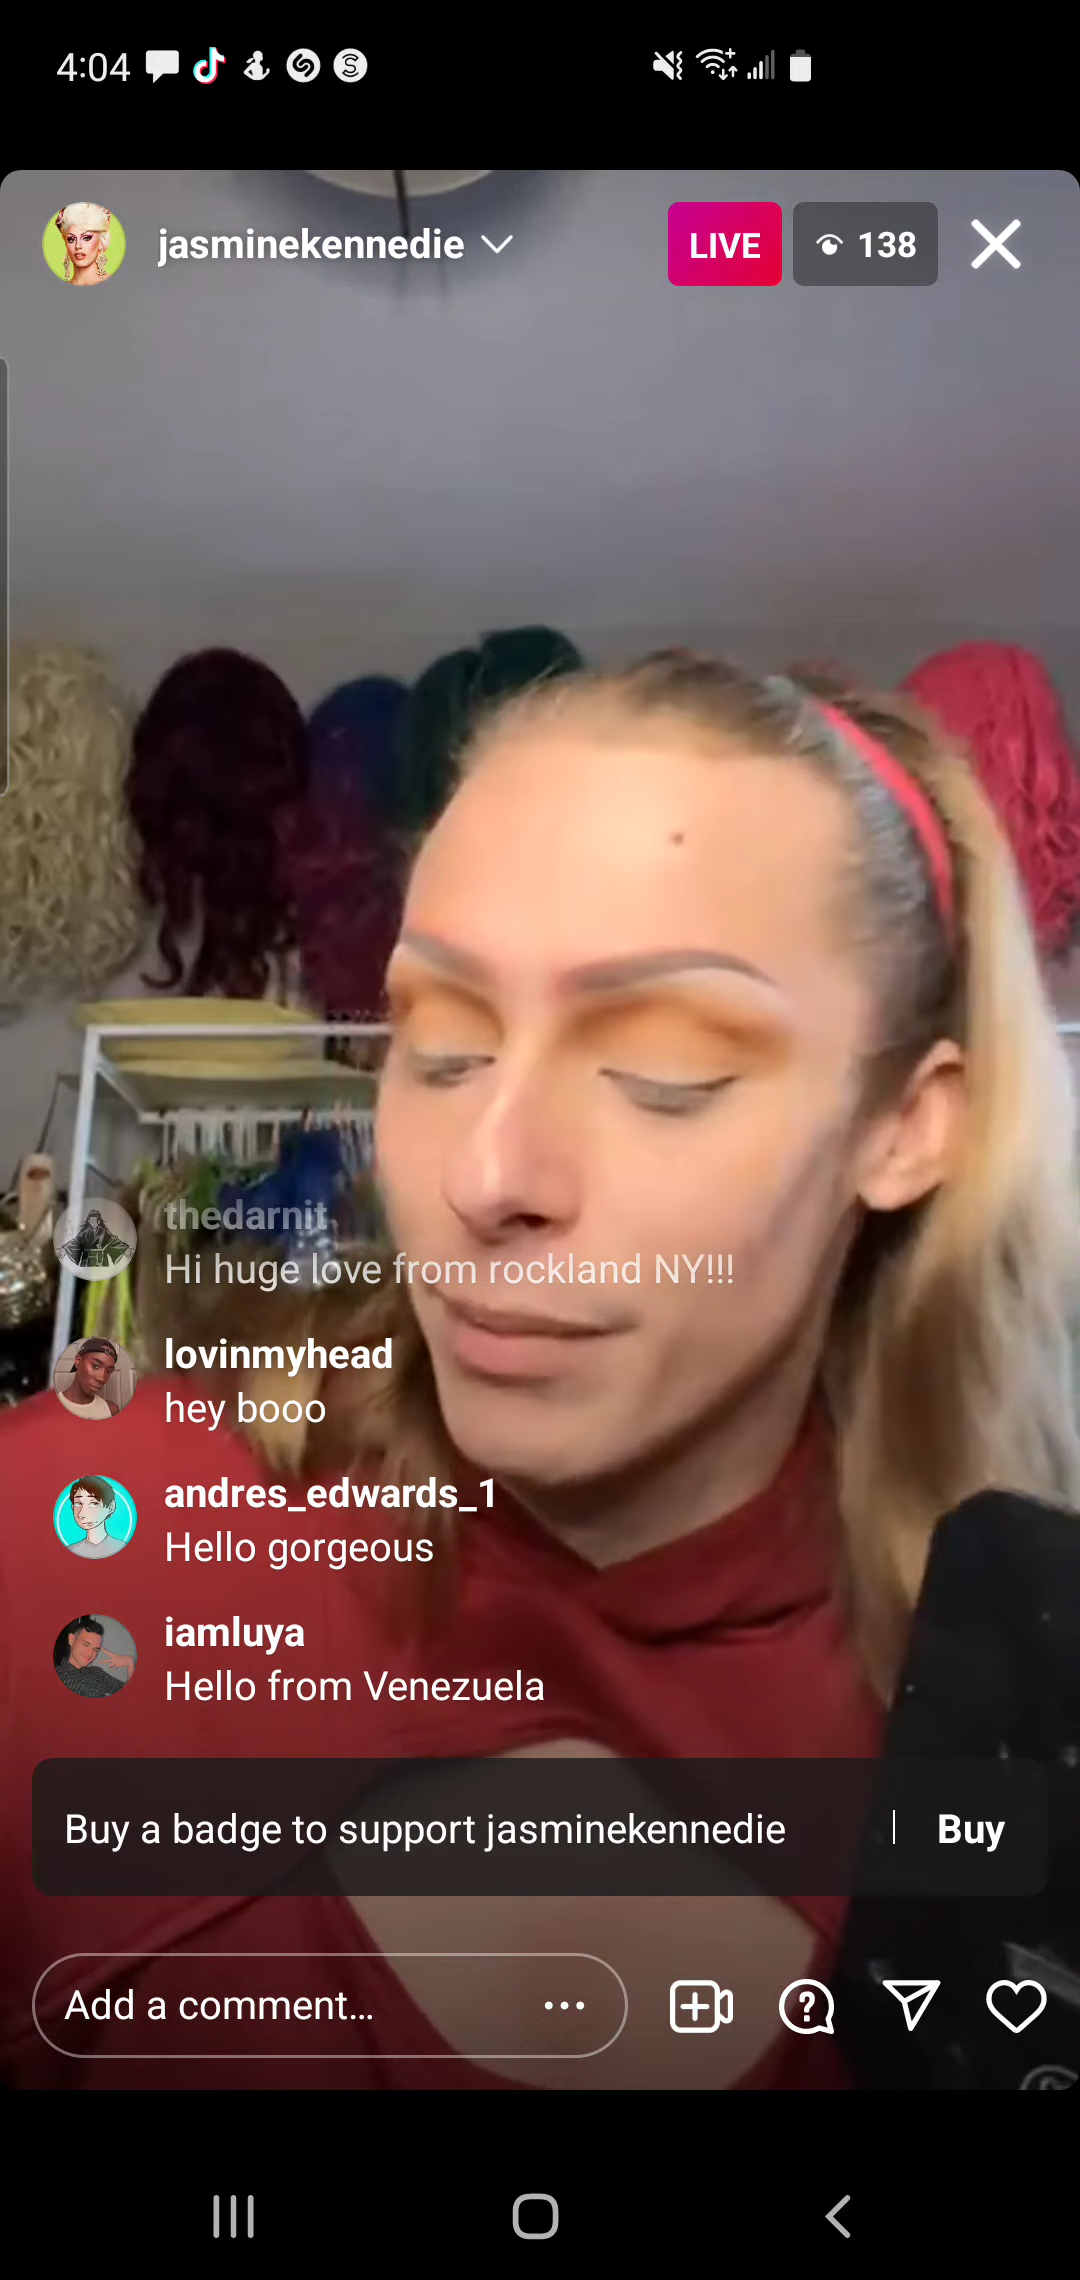 4:04
jasminekennedie
LIVE
138
thedarnit
Hi huge love from rockland NY!!!
lovinmyhead
hey booo
andres_edwards_1
Hello gorgeous
iamluya
Hello from Venezuela
Buy a badge to support jasminekennedie | Buy
Add a comment...